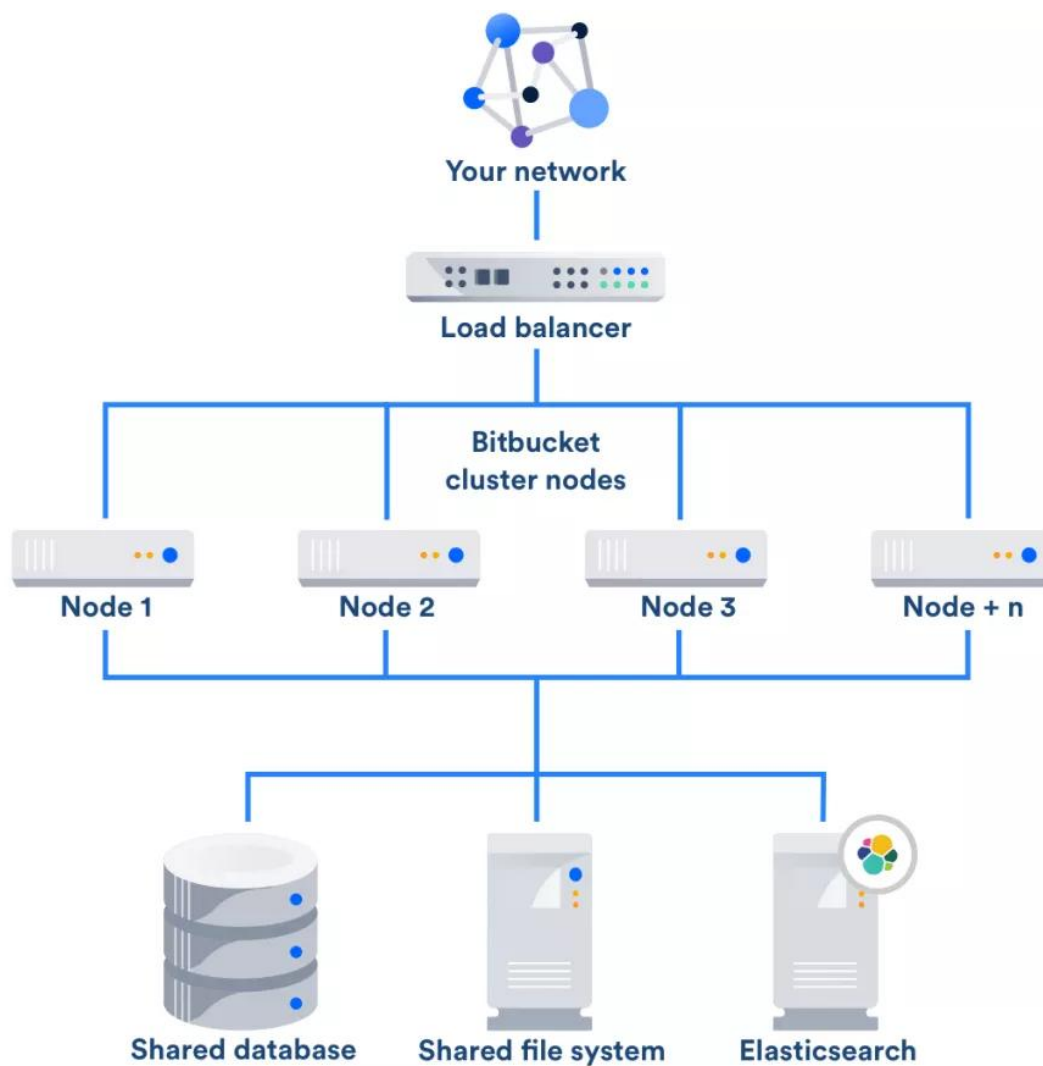 Your network
Load balancer
Bitbucket
cluster nodes
Node 1
Node 2
Node 3
Node + n
Shared database
Shared file system
Elasticsearch